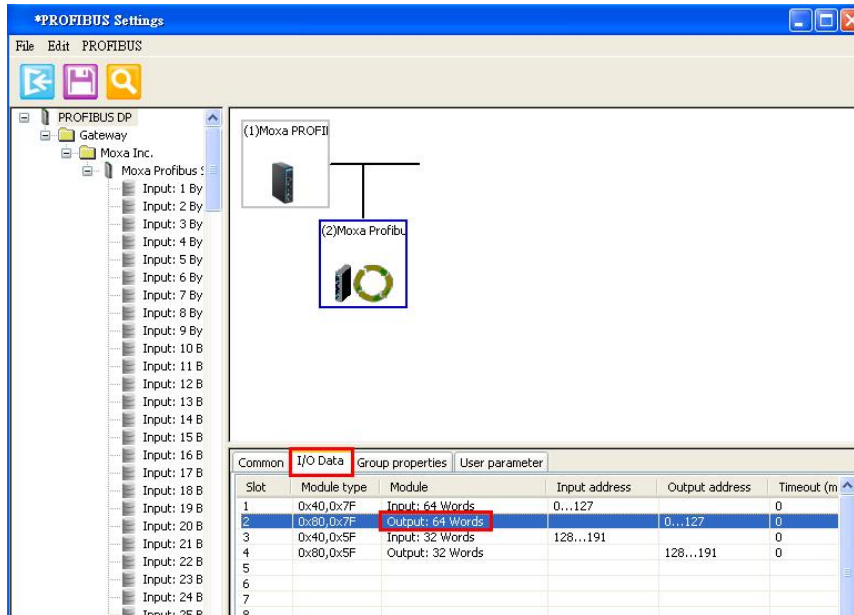 *PROFIBUS Settings
File Edit PROFIBUS
PROFIBUS DP
Gateway
Moxa Inc.
Moxa Profibus S
Input: 1 By
Input: 2 By
Input: 3 By
Input: 4 By
Input: 5 By
Input: 6 By
Input: 7 By
Input: 8 By
Input: 9 By
Input: 10 B
Input: 11 B
Input: 12 B
Input: 13 B
Input: 14 B
Input: 15 B
Input: 16 B
Input: 17 B
Input: 18 B
Input: 19 B
Input: 20 B
Input: 21 B
Input: 22 B
Input: 23 B
Input: 24 B
Input: 25 B
(1)Moxa PROFI
(2)Moxa Profibu
Common I/O Data Group properties User parameter
Slot Module type Module Input address Output address Timeout (m
1 0x40,0x7F Input: 64 Words 0...127 0
2 0x80,0x7F Output: 64 Words 0...127 0
3 0x40,0x5F Input: 32 Words 128...191 0
4 0x80,0x5F Output: 32 Words 128...191 0
5
6
7
8